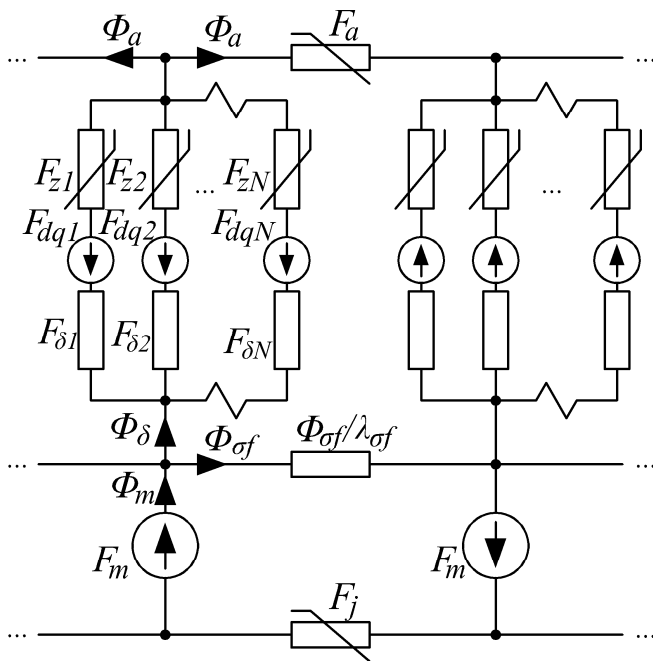 Φa Φa Fa
... ...
Fz1 Fz2 ... FzN ...
Fdq1 Fdq2 FdqN
Fδ1 Fδ2 FδN
Φδ Φσf Φσf/λσf
... ...
Φm
Fm Fm
Fj
... ...